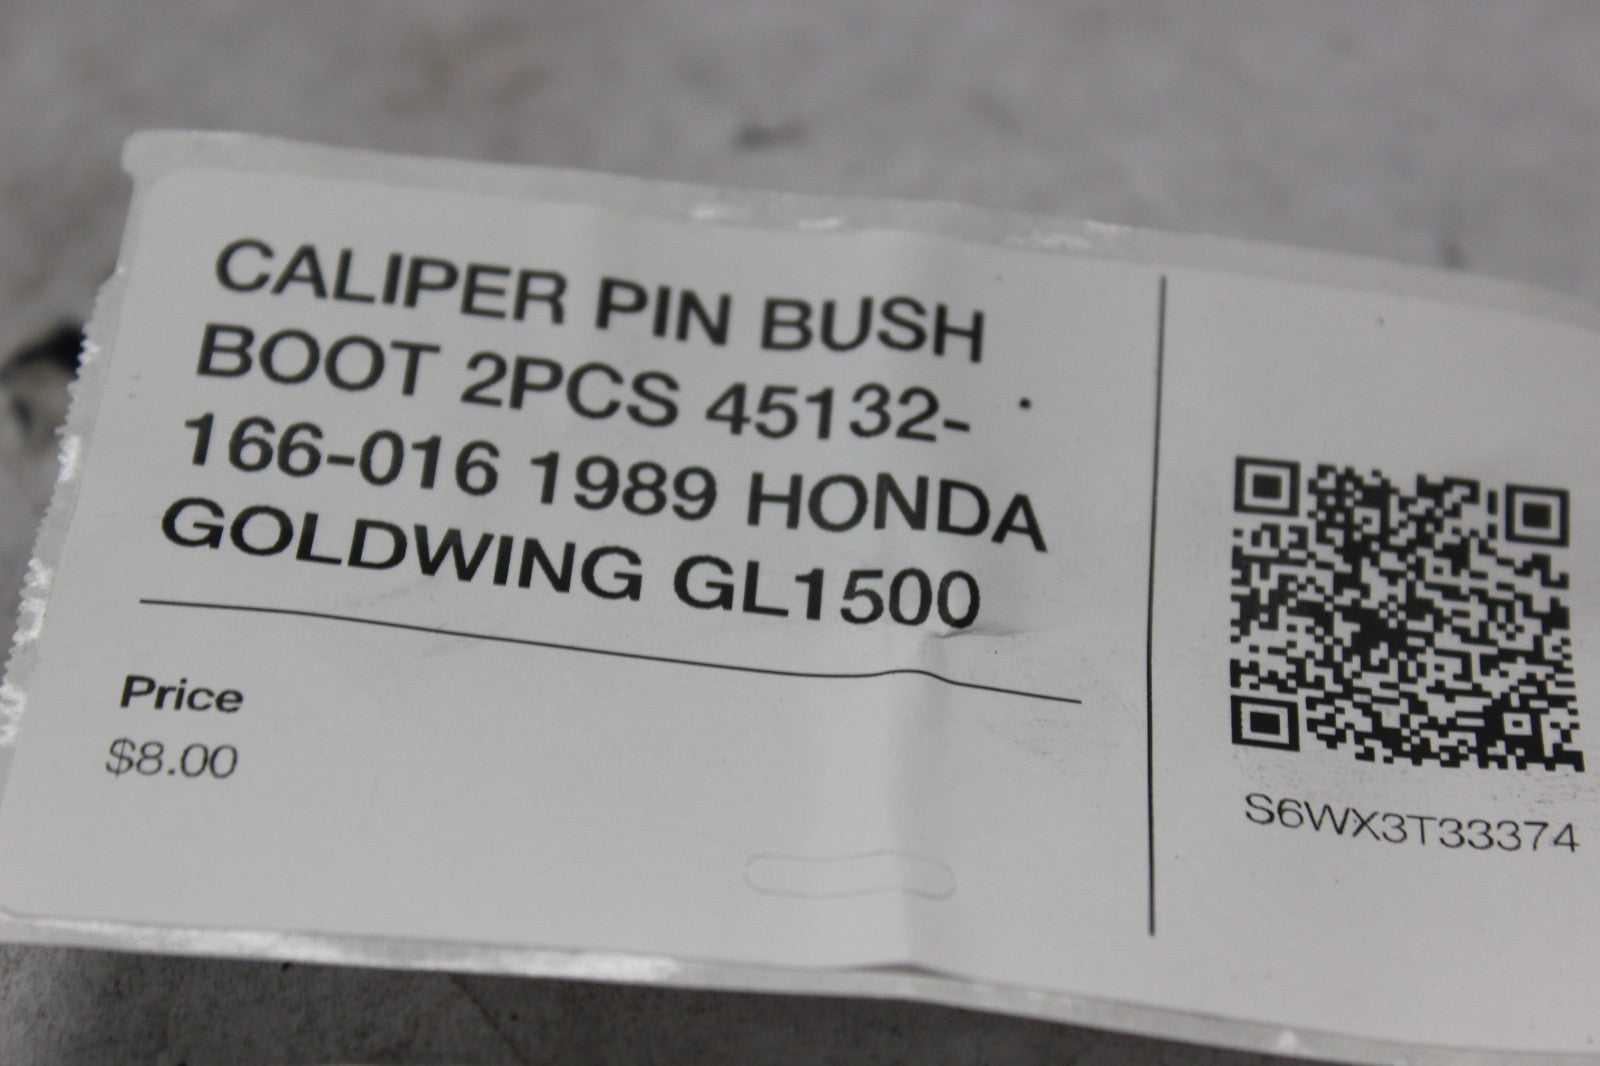 CALIPER PIN BUSH
BOOT 2PCS 45132-
166-016 1989 HONDA
GOLDWING GL1500
Price
$8.00
S6WX3T33374